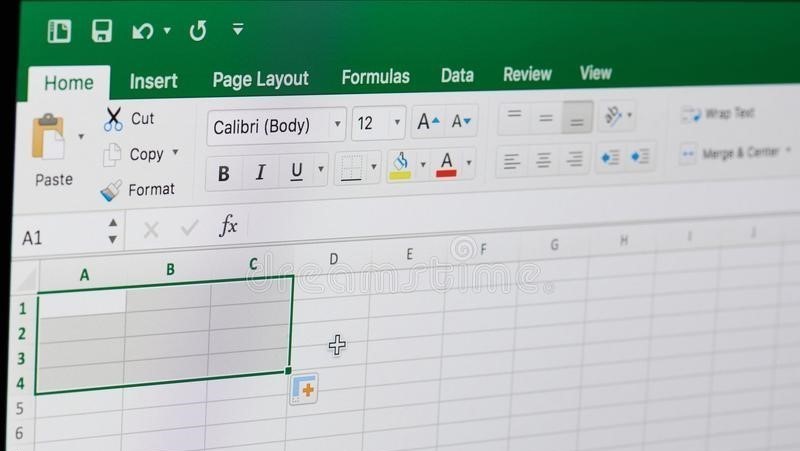 Home Insert Page Layout Formulas Data Review View
Cut
Calibri (Body) 12 A A
Wrap Text
Copy
Paste
B I U A
Merge & Center
Format
A1 fx
A B C D E F G H I J
1
2
3
4
5
6
dreamstime.com